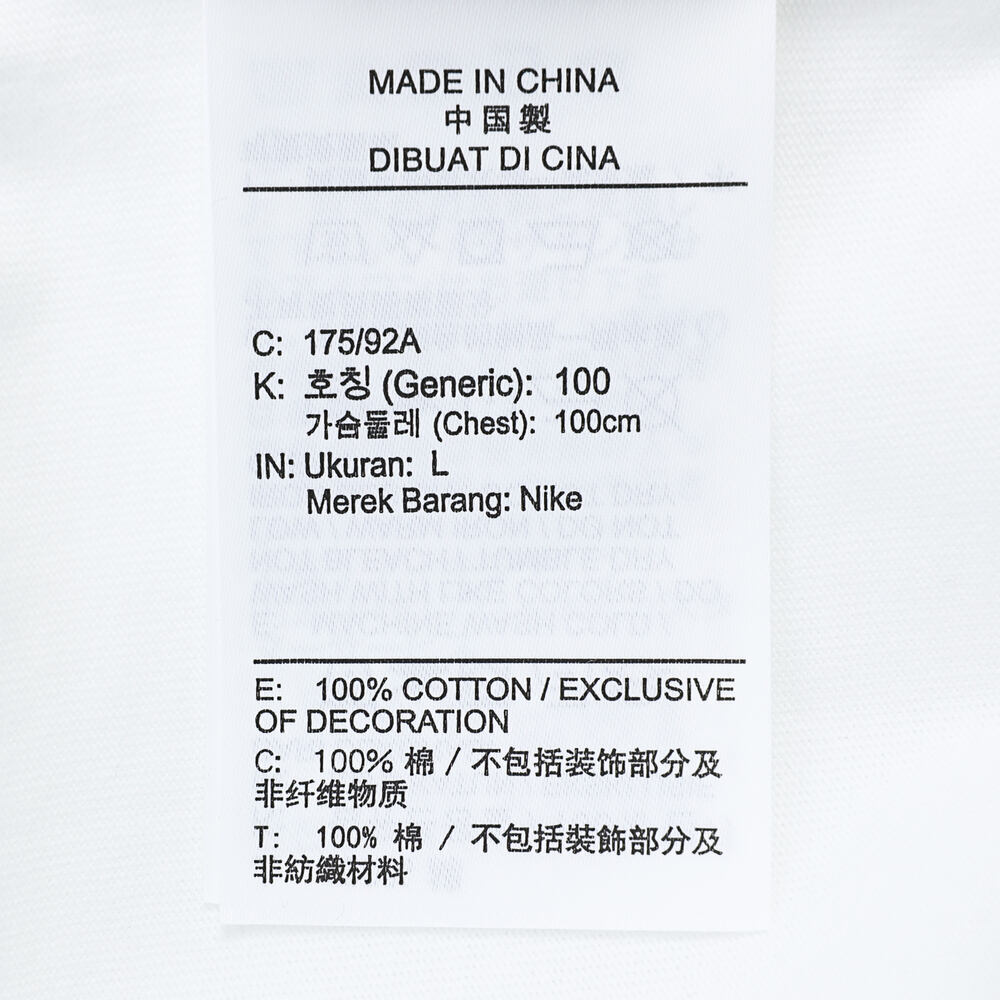 MADE IN CHINA
中国製
DIBUAT DI CINA
C: 175/92A
K: 호칭 (Generic): 100
가슴둘레 (Chest): 100cm
IN: Ukuran: L
Merek Barang: Nike
E: 100% COTTON / EXCLUSIVE
OF DECORATION
C: 100% 棉 / 不包括装饰部分及
非纤维物质
T: 100% 棉 / 不包括裝飾部分及
非紡織材料